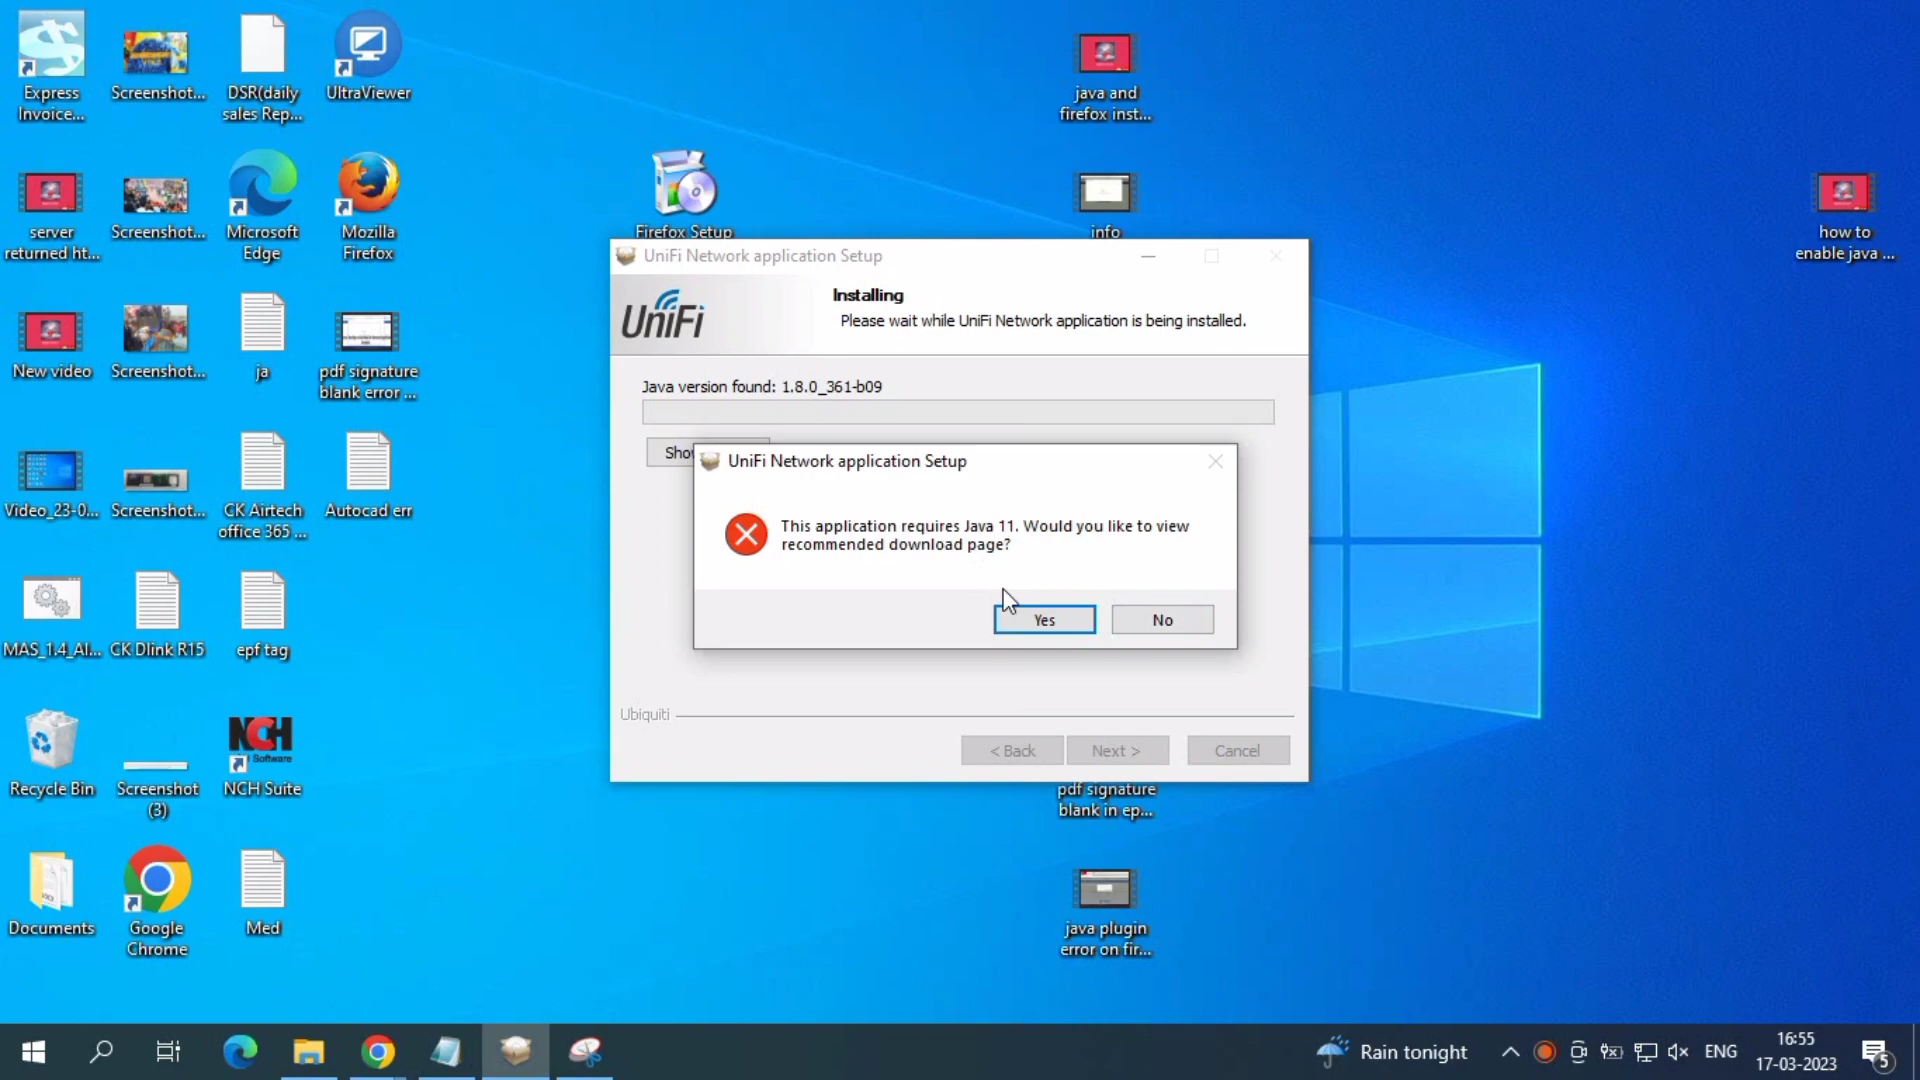 Express
Invoice...
Screenshot...
DSR(daily
sales Rep...
UltraViewer
java and
firefox inst...
server
returned ht...
Screenshot...
Microsoft
Edge
Mozilla
Firefox
Firefox Setup
info
how to
enable java ...
New video
Screenshot...
ja
pdf signature
blank error ...
Video_23-0...
Screenshot...
CK Airtech
office 365 ...
Autocad err
MAS_1.4_AI...
CK Dlink R15
epf tag
Recycle Bin
Screenshot
(3)
NCH
Software
NCH Suite
Documents
Google
Chrome
Med
UniFi Network application Setup
UniFi
Installing
Please wait while UniFi Network application is being installed.
Java version found: 1.8.0_361-b09
Sho
UniFi Network application Setup
This application requires Java 11. Would you like to view
recommended download page?
Yes
No
Ubiquiti
< Back
Next >
Cancel
pdf signature
blank in ep...
java plugin
error on fir...
Rain tonight
ENG
16:55
17-03-2023
5